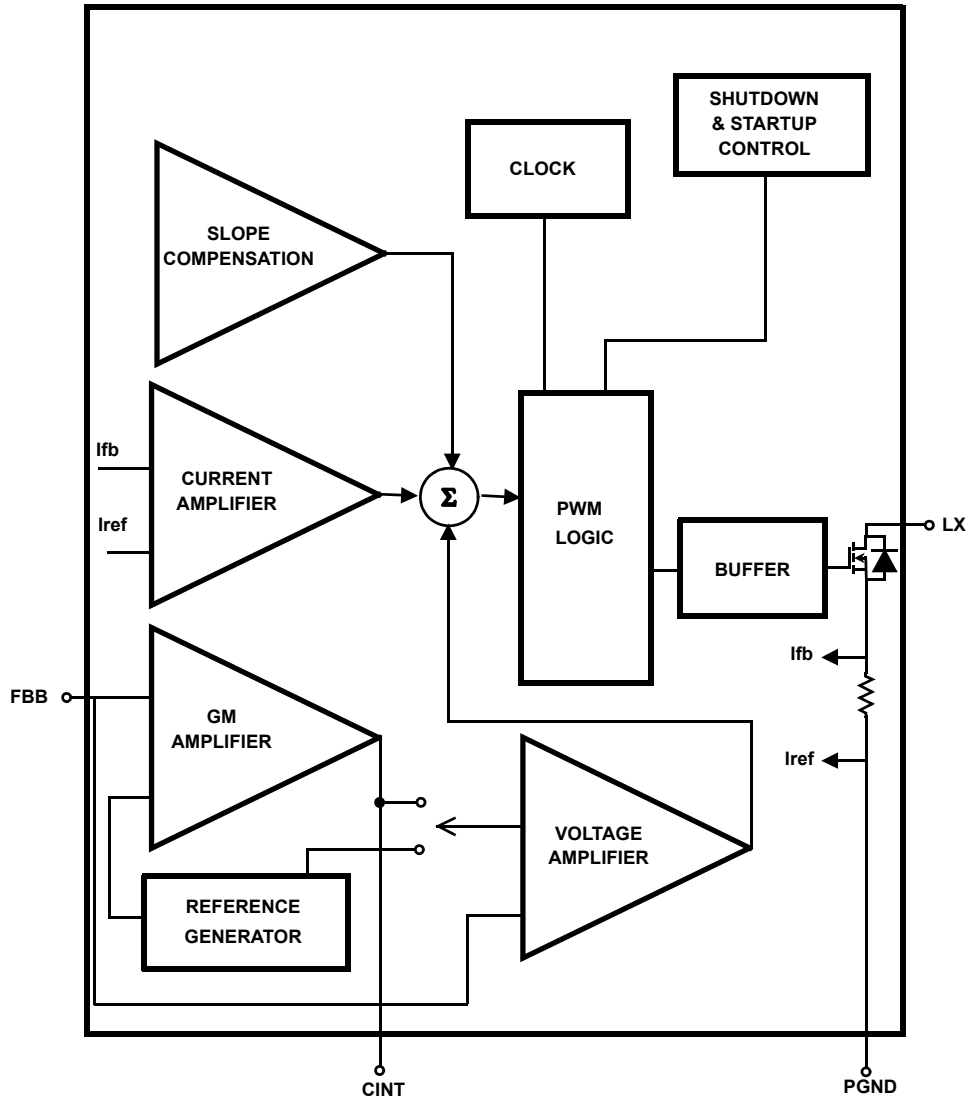 SHUTDOWN
& STARTUP
CONTROL
CLOCK
SLOPE
COMPENSATION
Ifb
CURRENT
AMPLIFIER
Iref
Σ
PWM
LOGIC
LX
BUFFER
Ifb
FBB
GM
AMPLIFIER
Iref
VOLTAGE
AMPLIFIER
REFERENCE
GENERATOR
CINT
PGND